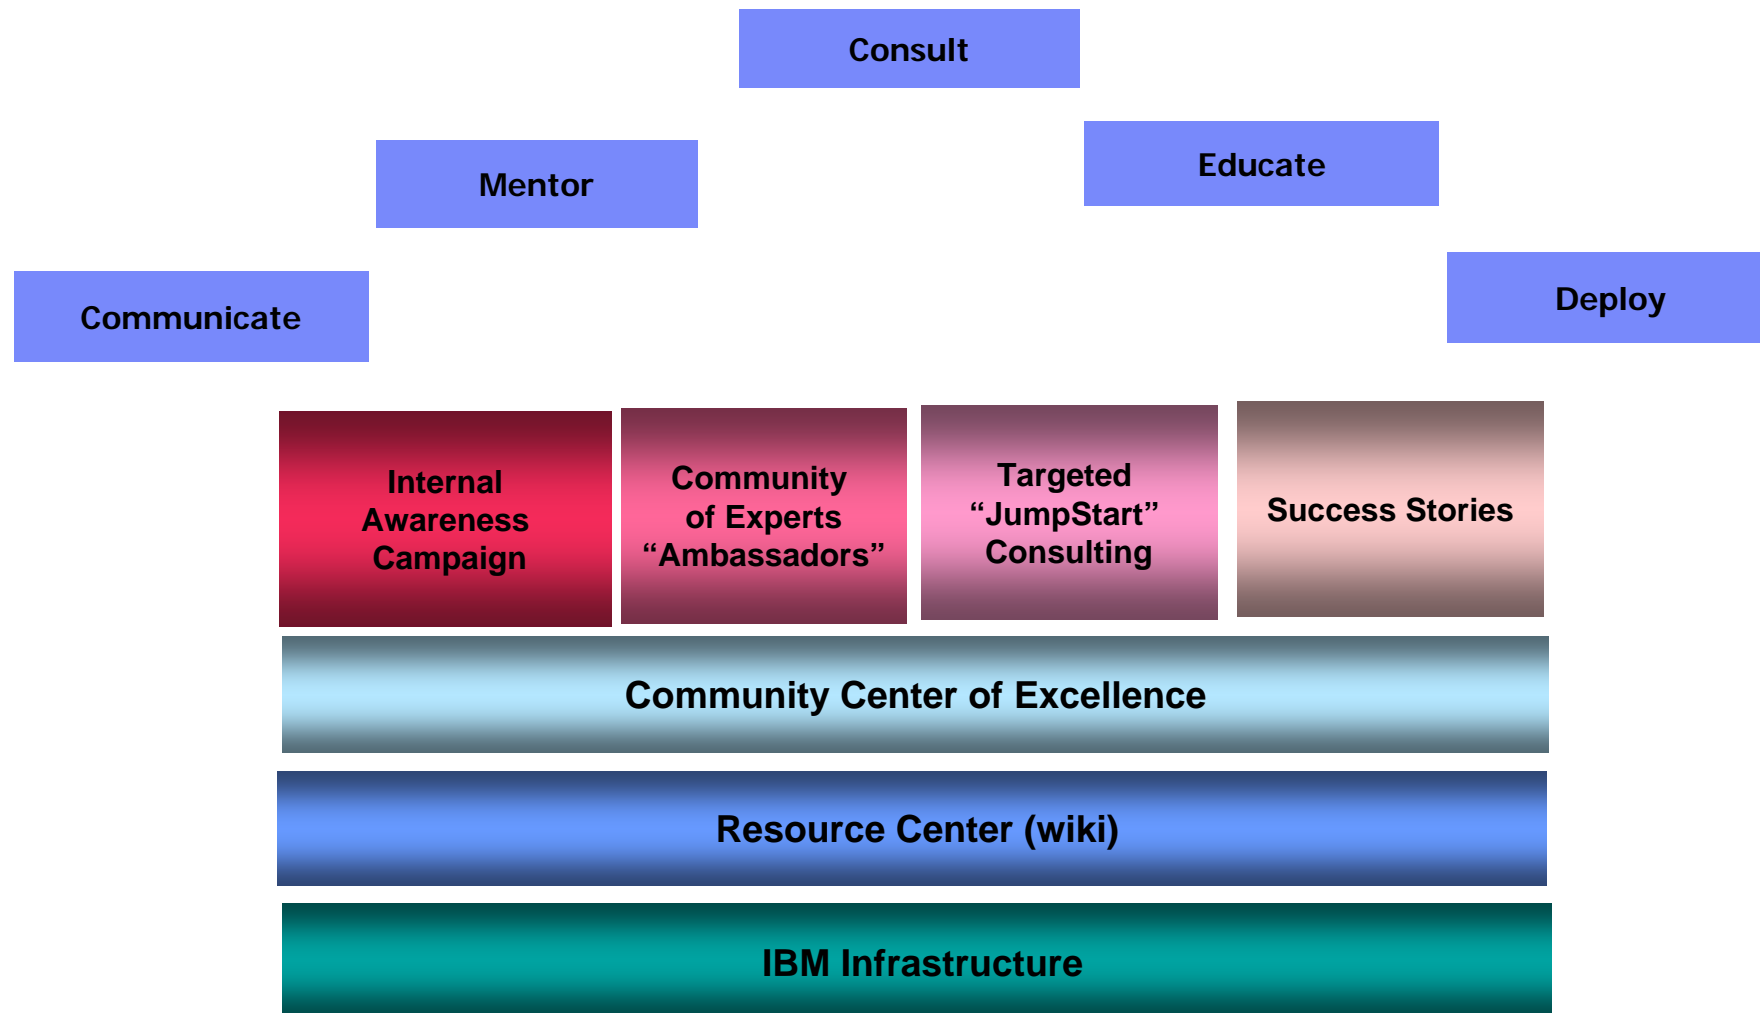 Consult
Mentor
Educate
Communicate
Deploy
Internal
Awareness
Campaign
Community
of Experts
“Ambassadors”
Targeted
“JumpStart”
Consulting
Success Stories
Community Center of Excellence
Resource Center (wiki)
IBM Infrastructure